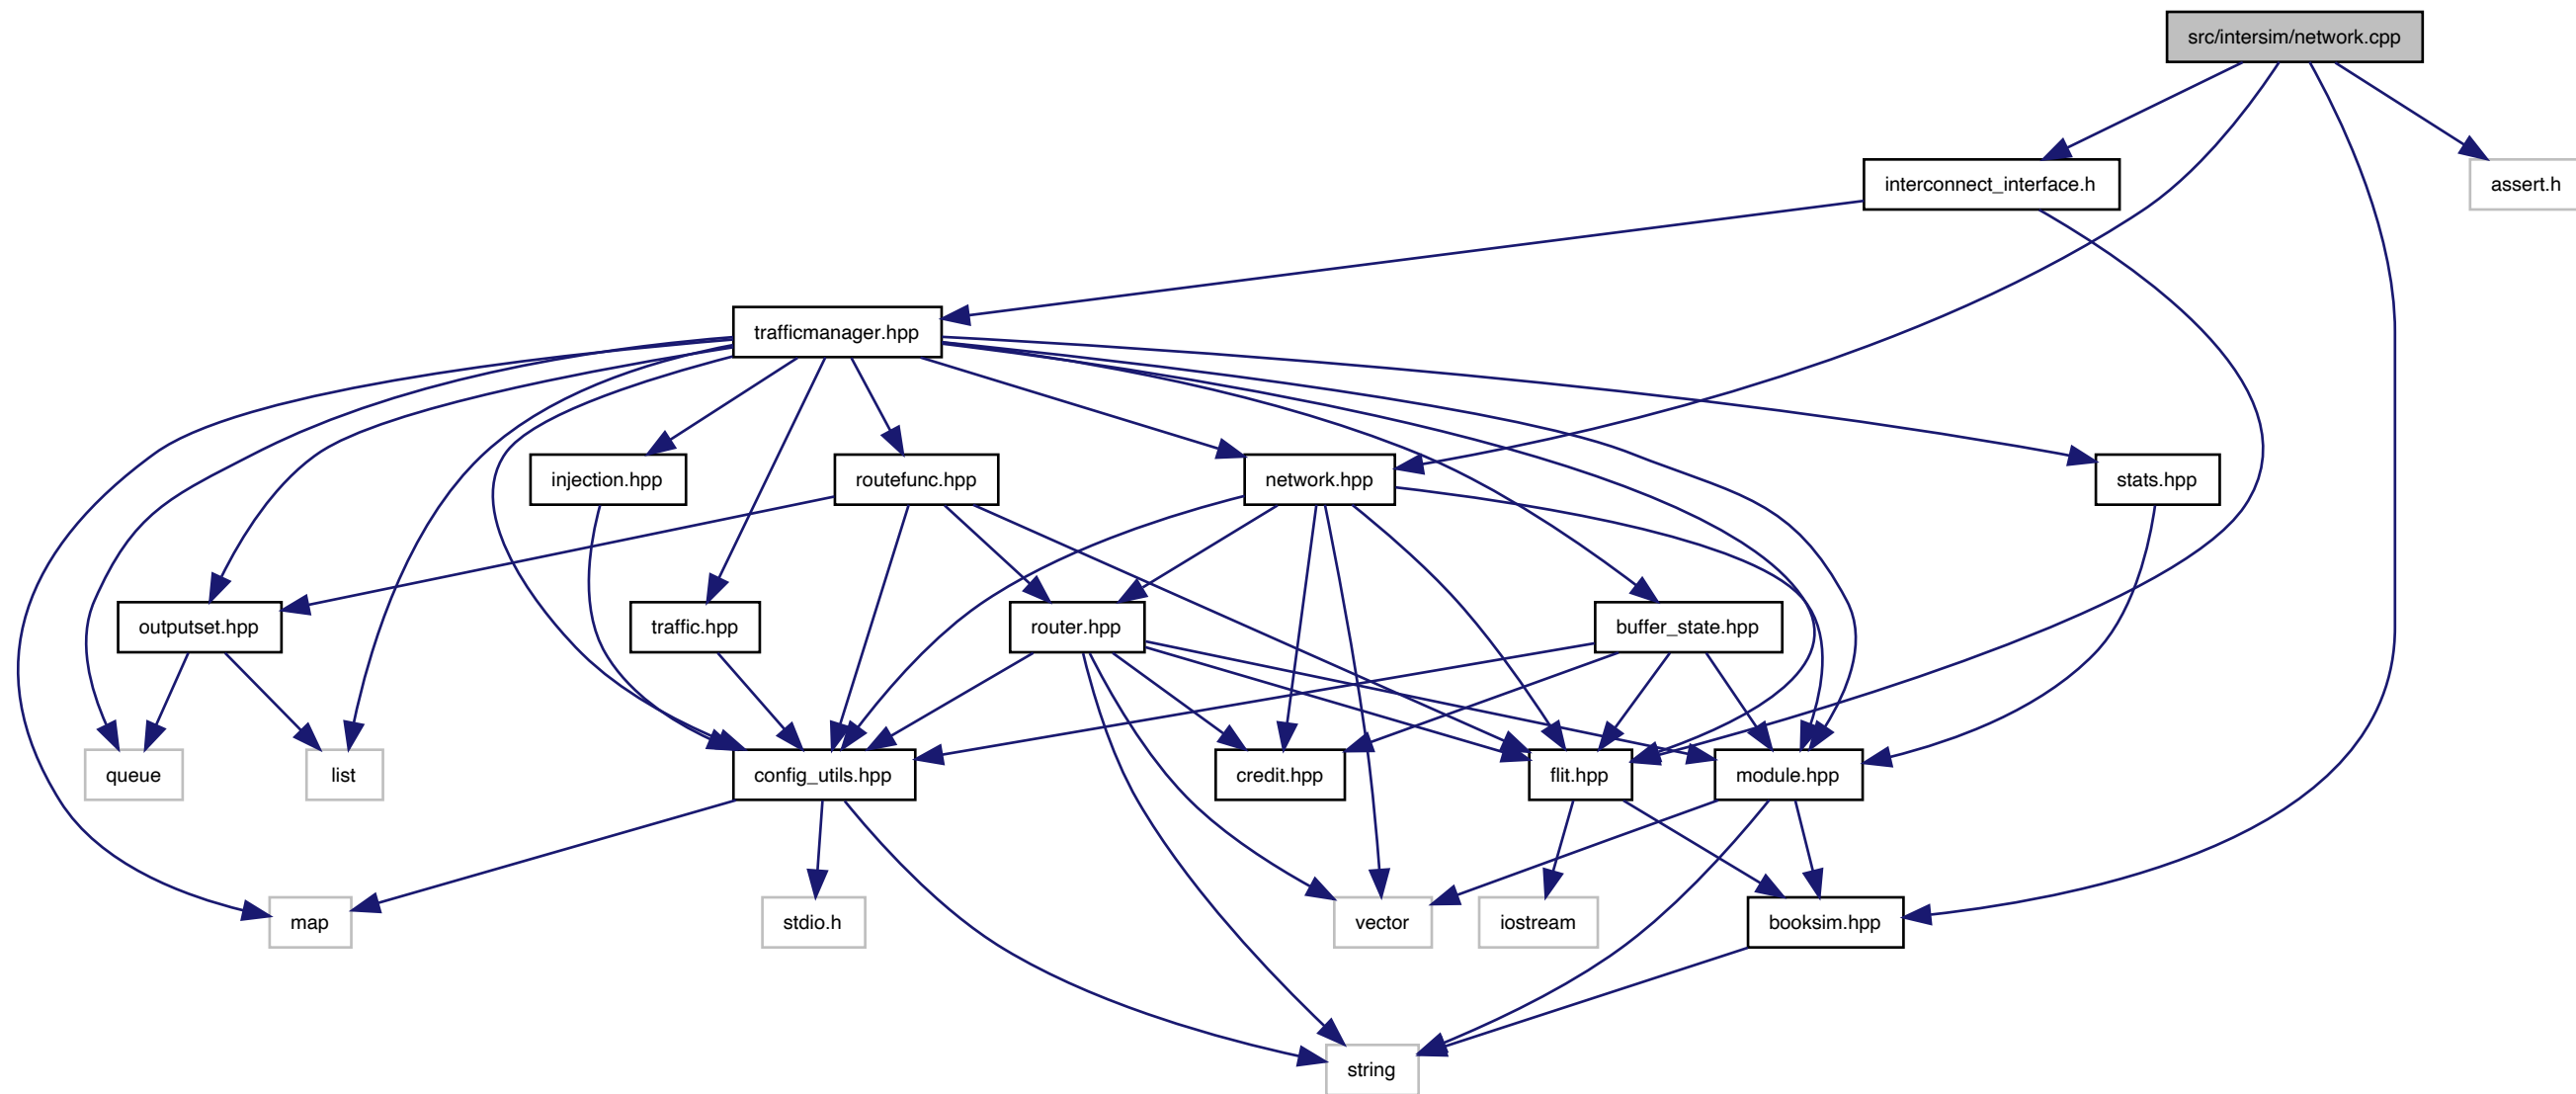 src/intersim/network.cpp
interconnect_interface.h
assert.h
trafficmanager.hpp
injection.hpp
routefunc.hpp
network.hpp
stats.hpp
outputset.hpp
traffic.hpp
router.hpp
buffer_state.hpp
queue
list
config_utils.hpp
credit.hpp
flit.hpp
module.hpp
map
stdio.h
vector
iostream
booksim.hpp
string